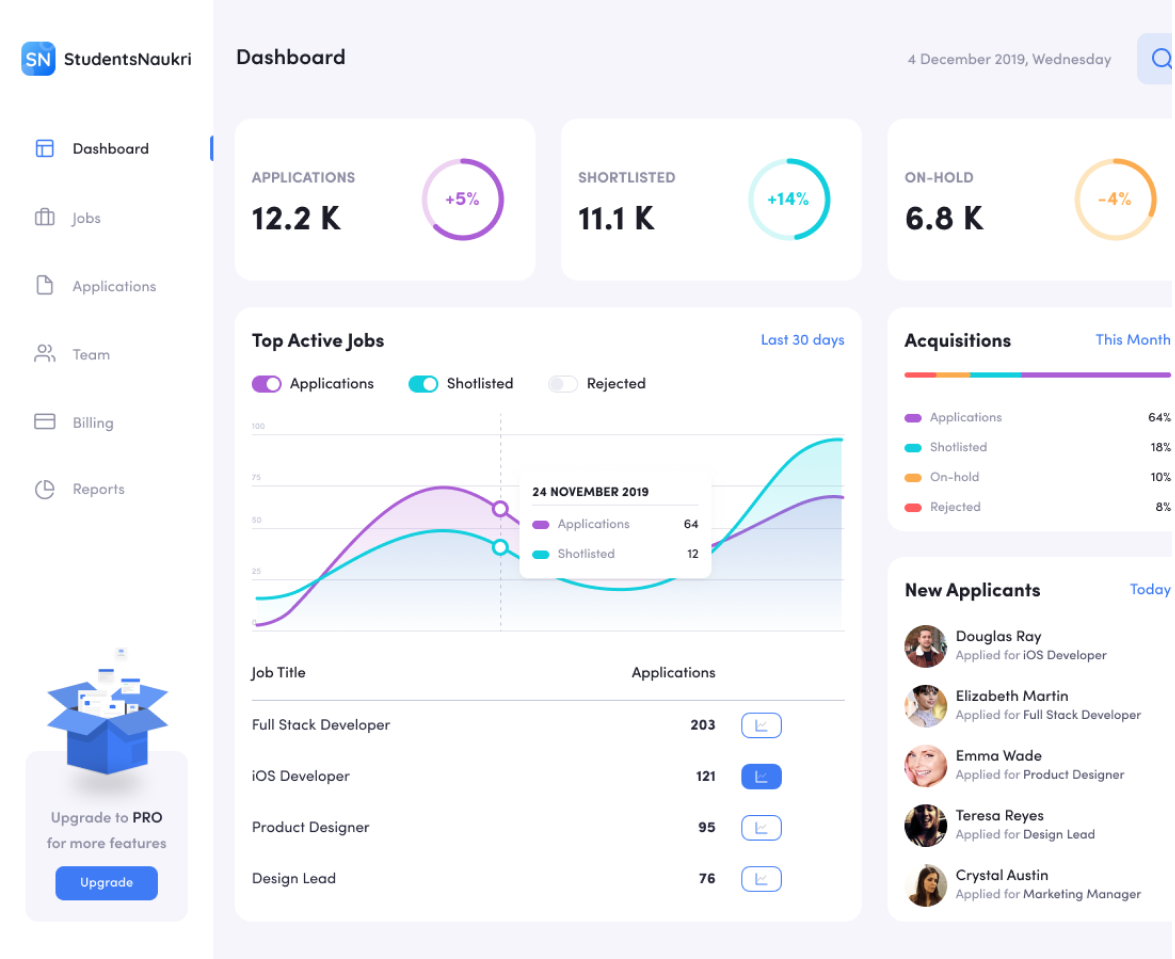 SN StudentsNaukri
Dashboard
4 December 2019, Wednesday
Dashboard
Jobs
Applications
Team
Billing
Reports
Upgrade to PRO
for more features
Upgrade
APPLICATIONS
12.2 K
+5%
SHORTLISTED
11.1 K
+14%
ON-HOLD
6.8 K
-4%
Top Active Jobs
Last 30 days
Applications
Shotlisted
Rejected
100
75
50
25
0
24 NOVEMBER 2019
Applications 64
Shotlisted 12
Job Title Applications
Full Stack Developer 203
iOS Developer 121
Product Designer 95
Design Lead 76
Acquisitions
This Month
Applications 64%
Shotlisted 18%
On-hold 10%
Rejected 8%
New Applicants
Today
Douglas Ray
Applied for iOS Developer
Elizabeth Martin
Applied for Full Stack Developer
Emma Wade
Applied for Product Designer
Teresa Reyes
Applied for Design Lead
Crystal Austin
Applied for Marketing Manager